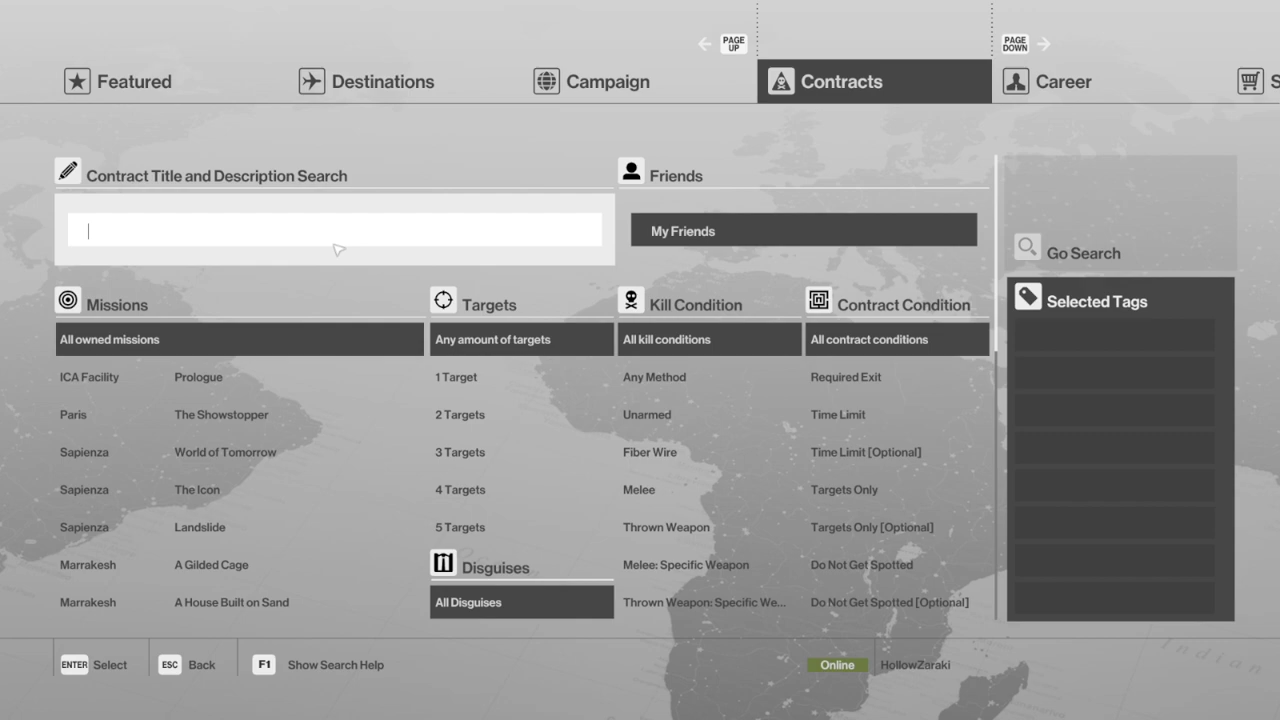 PAGE UP
PAGE DOWN
Featured
Destinations
Campaign
Contracts
Career
S
Contract Title and Description Search
Friends
My Friends
Go Search
Missions
Targets
Kill Condition
Contract Condition
Selected Tags
All owned missions
Any amount of targets
All kill conditions
All contract conditions
ICA Facility Prologue
1 Target
Any Method
Required Exit
Paris The Showstopper
2 Targets
Unarmed
Time Limit
Sapienza World of Tomorrow
3 Targets
Fiber Wire
Time Limit [Optional]
Sapienza The Icon
4 Targets
Melee
Targets Only
Sapienza Landslide
5 Targets
Thrown Weapon
Targets Only [Optional]
Marrakesh A Gilded Cage
Disguises
Melee: Specific Weapon
Do Not Get Spotted
Marrakesh A House Built on Sand
All Disguises
Thrown Weapon: Specific We...
Do Not Get Spotted [Optional]
ENTER Select
ESC Back
F1 Show Search Help
Online
HollowZaraki
Indian